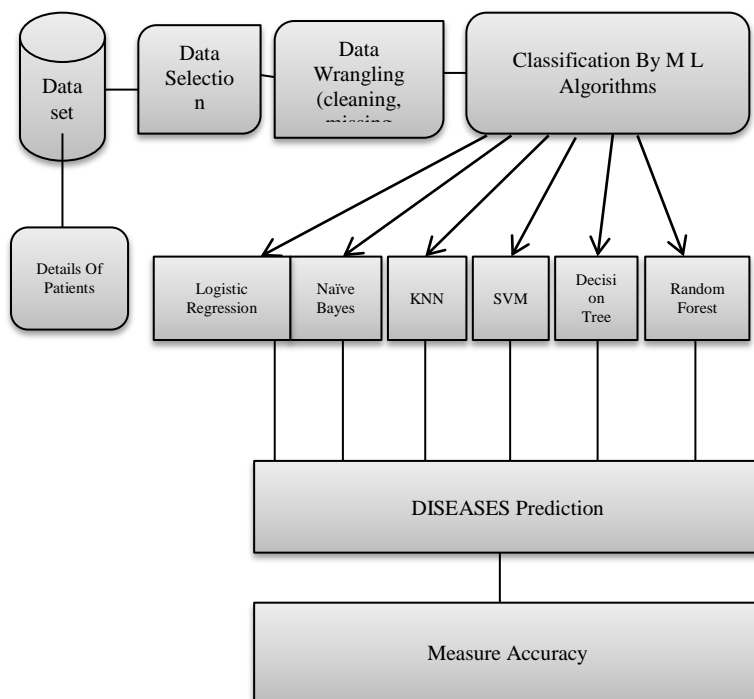 Data
set
Data
Selectio
n
Data
Wrangling
(cleaning,
missing
Classification By M L
Algorithms
Details Of
Patients
Logistic
Regression
Naïve
Bayes
KNN
SVM
Decisi
on
Tree
Random
Forest
DISEASES Prediction
Measure Accuracy